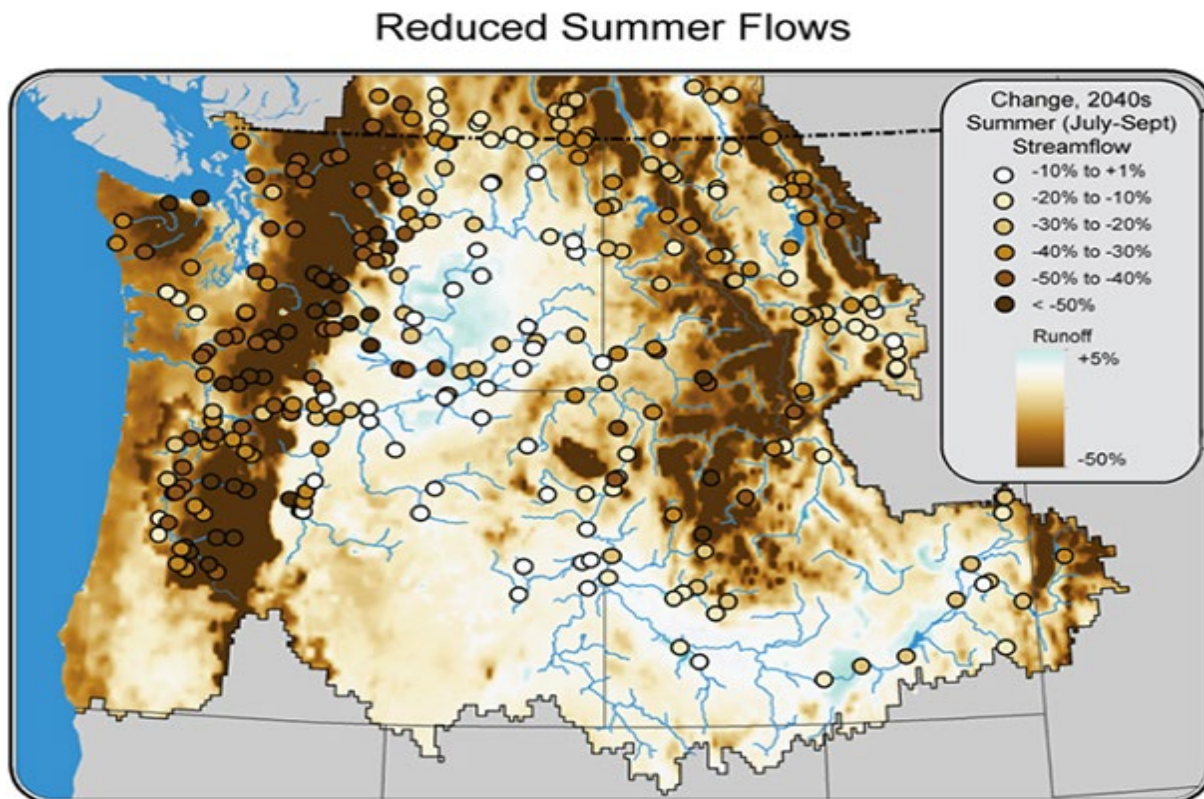 Reduced Summer Flows
Change, 2040s
Summer (July-Sept)
Streamflow
-10% to +1%
-20% to -10%
-30% to -20%
-40% to -30%
-50% to -40%
< -50%
Runoff
+5%
-50%